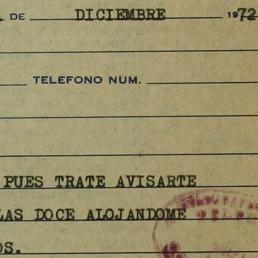 DE DICIEMBRE 1972
TELEFONO NUM.
PUES TRATE AVISARTE
LAS DOCE ALOJANDOME
OS.